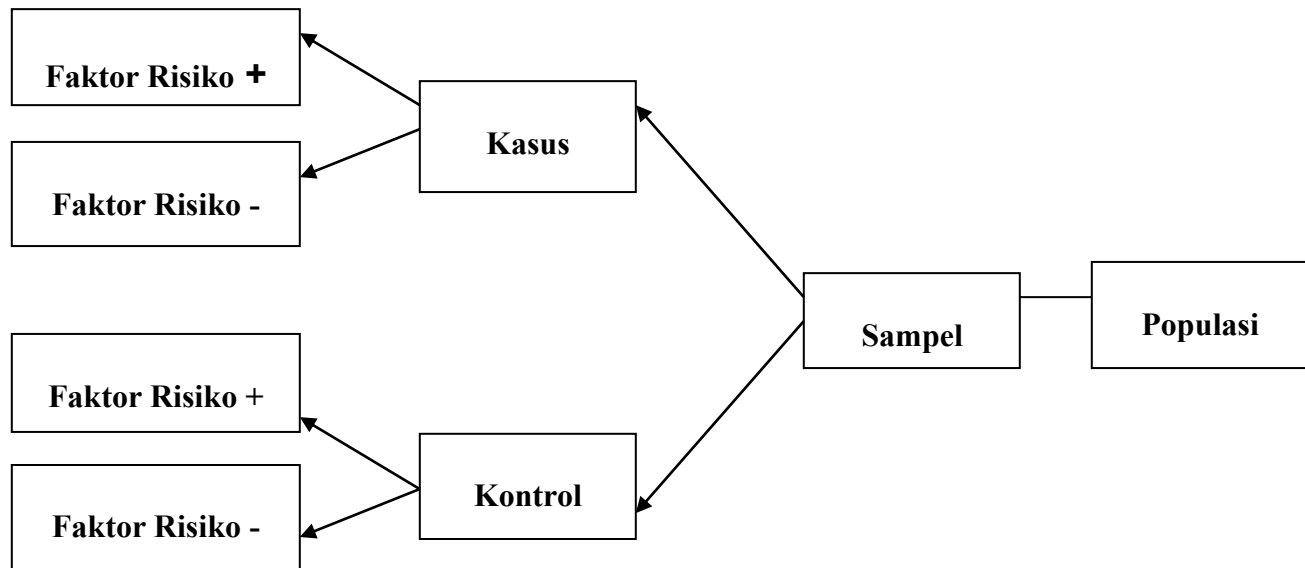 Faktor Risiko +
Kasus
Faktor Risiko -
Sampel
Populasi
Faktor Risiko +
Kontrol
Faktor Risiko -